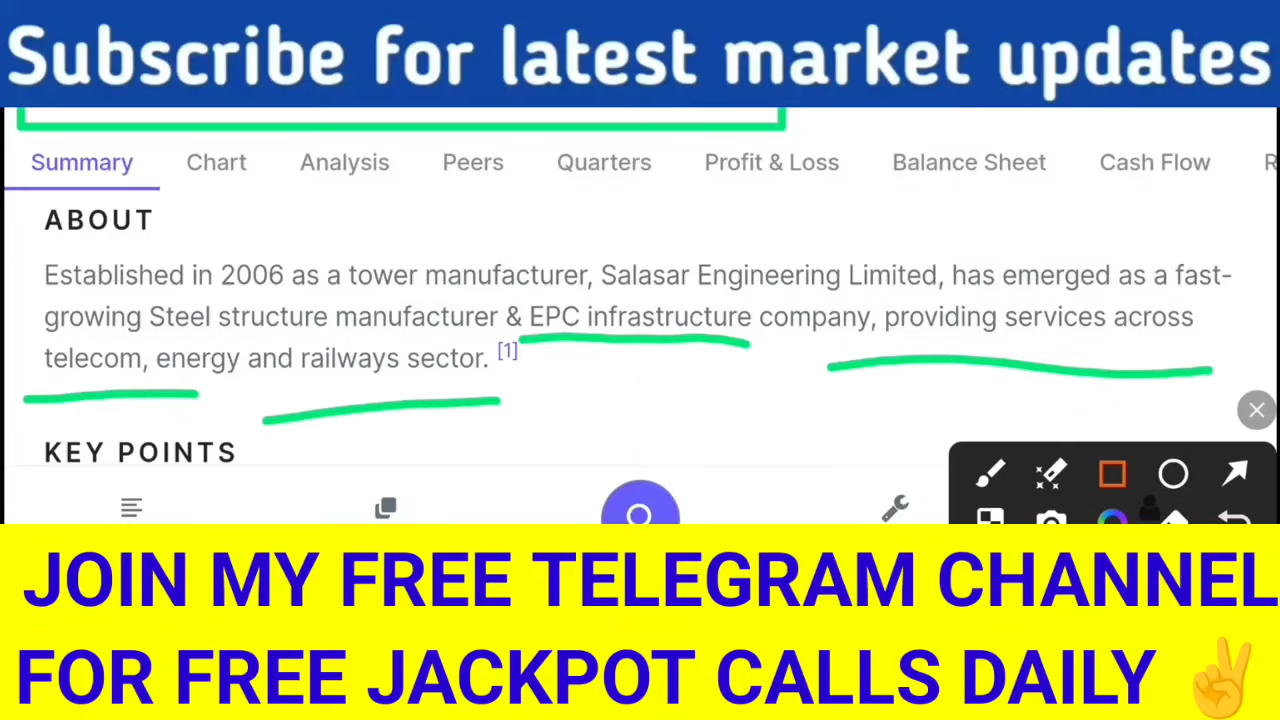 Subscribe for latest market updates
Summary Chart Analysis Peers Quarters Profit & Loss Balance Sheet Cash Flow R
ABOUT
Established in 2006 as a tower manufacturer, Salasar Engineering Limited, has emerged as a fast-
growing Steel structure manufacturer & EPC infrastructure company, providing services across
telecom, energy and railways sector. [1]
KEY POINTS
JOIN MY FREE TELEGRAM CHANNEL
FOR FREE JACKPOT CALLS DAILY ✌